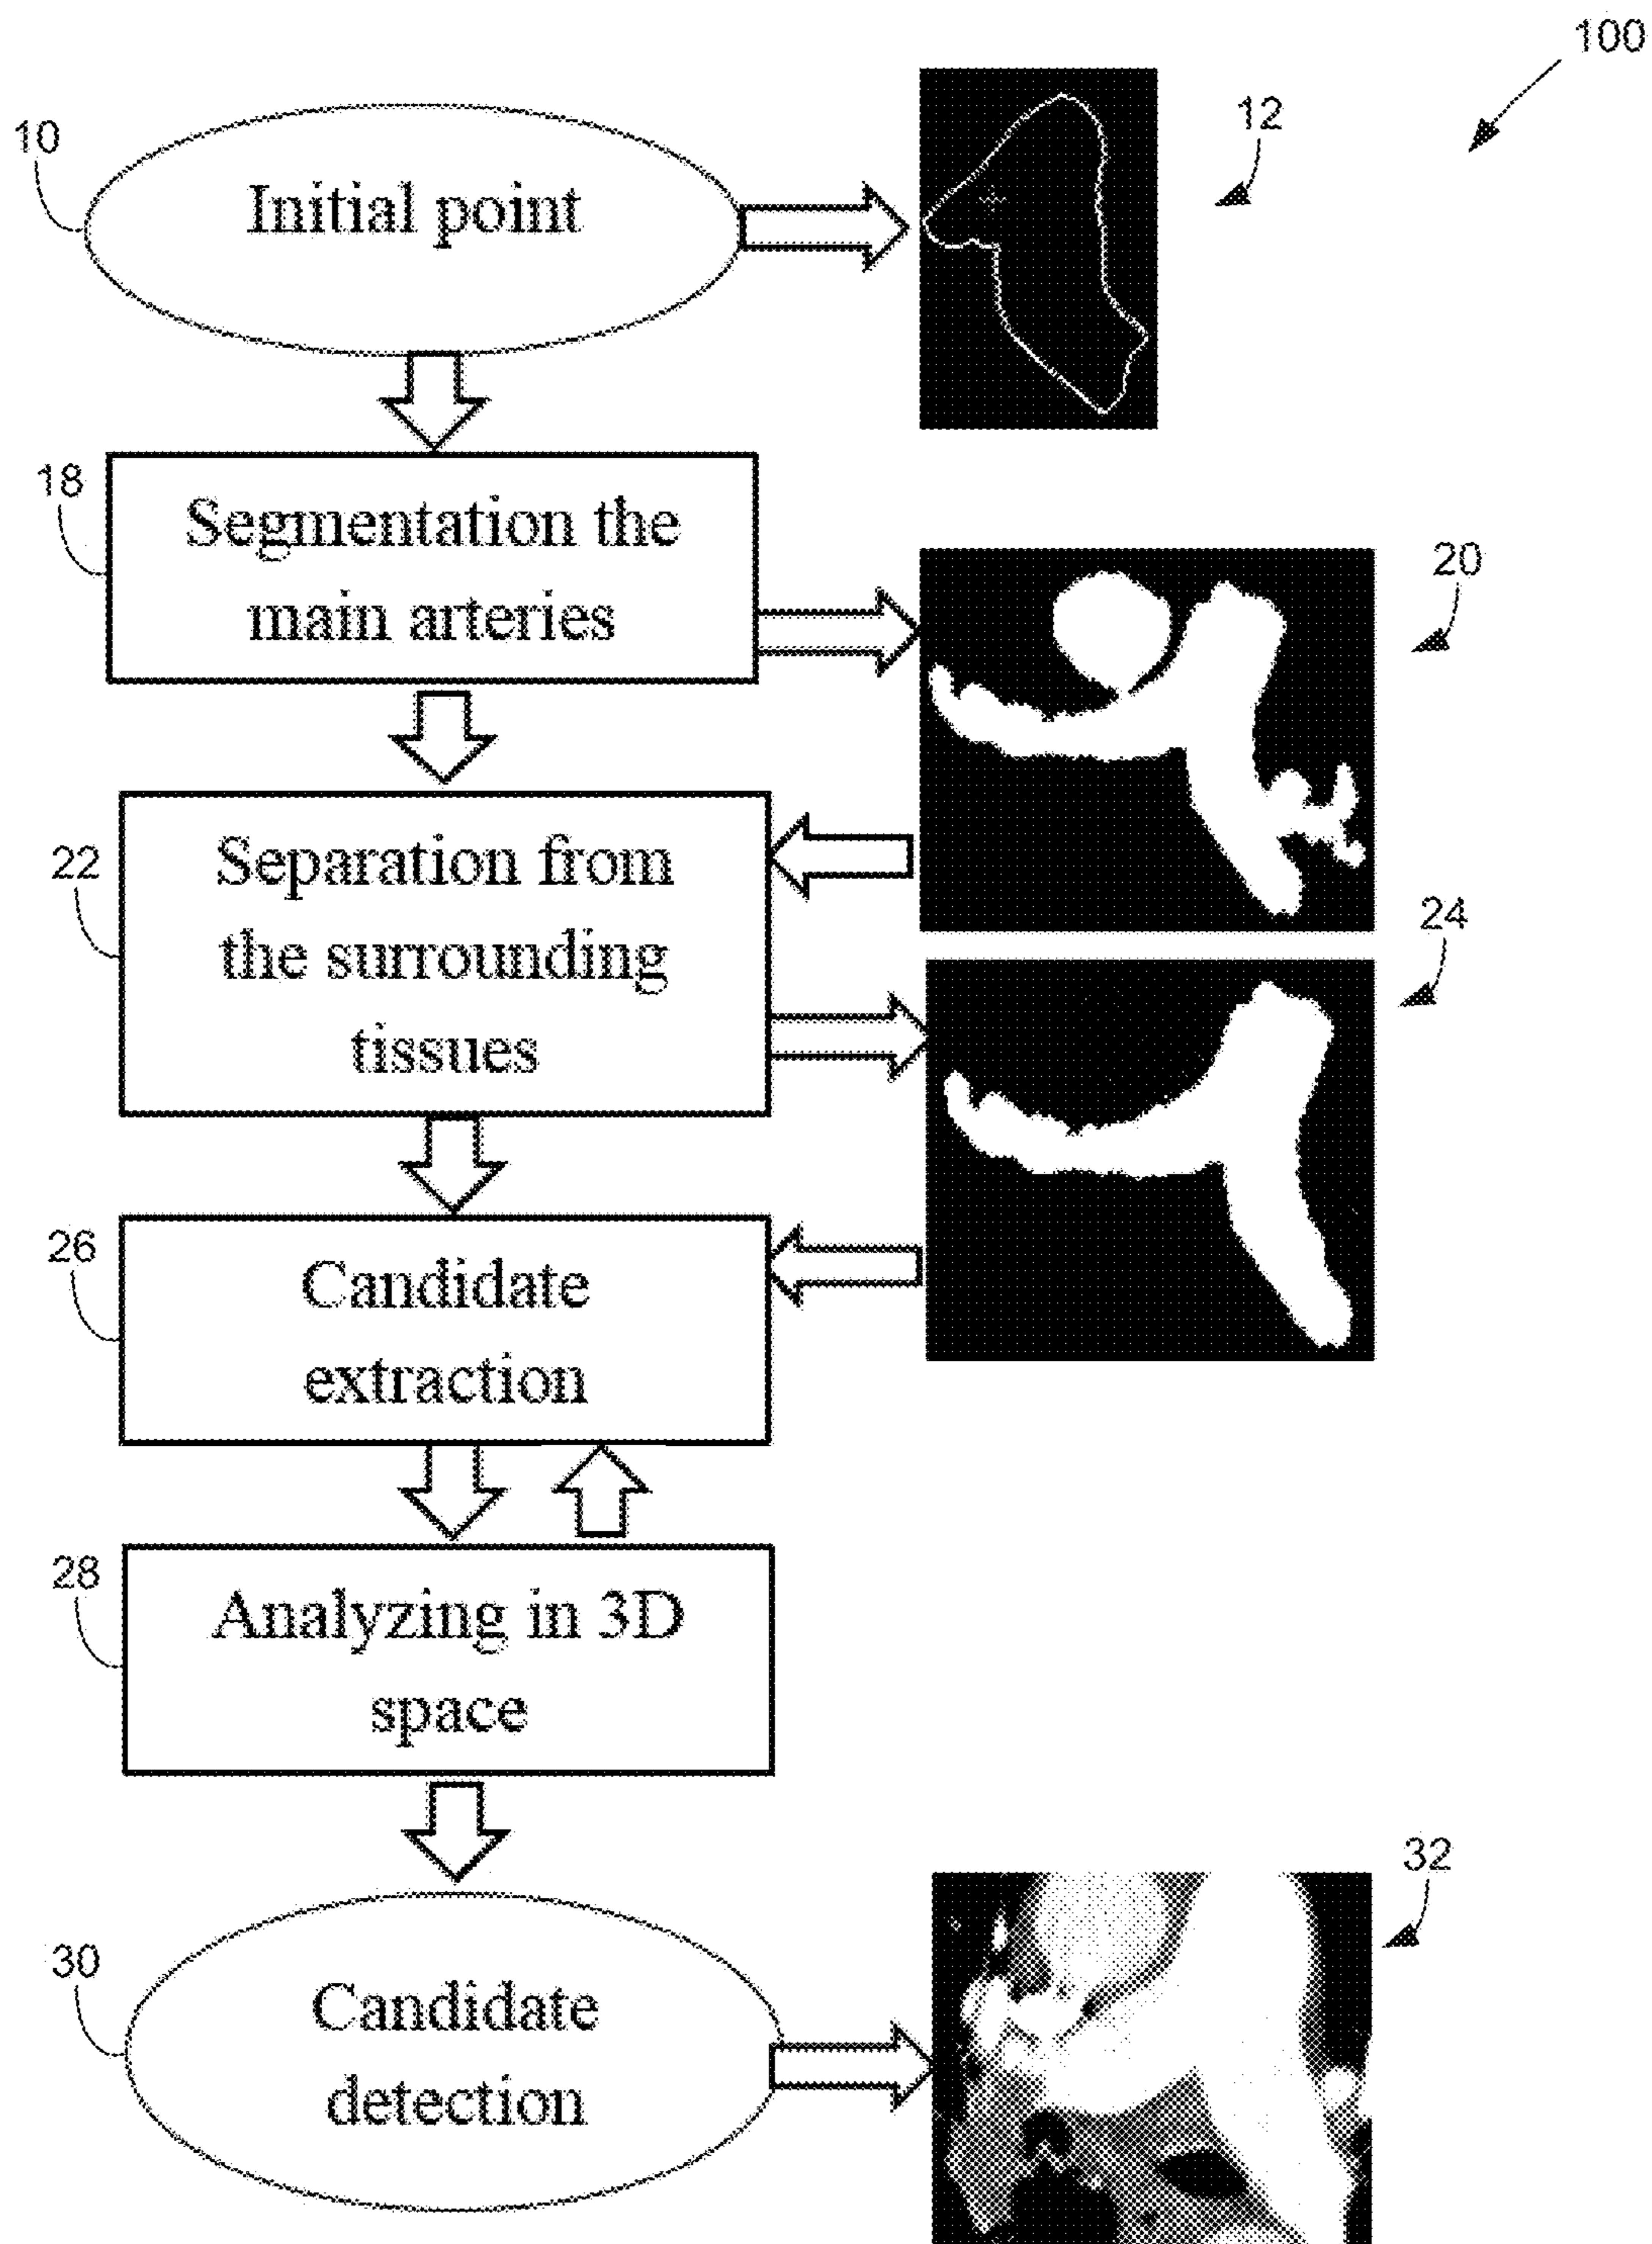 100
10
Initial point
12
18
Segmentation the
main arteries
20
22
Separation from
the surrounding
tissues
24
26
Candidate
extraction
28
Analyzing in 3D
space
30
Candidate
detection
32